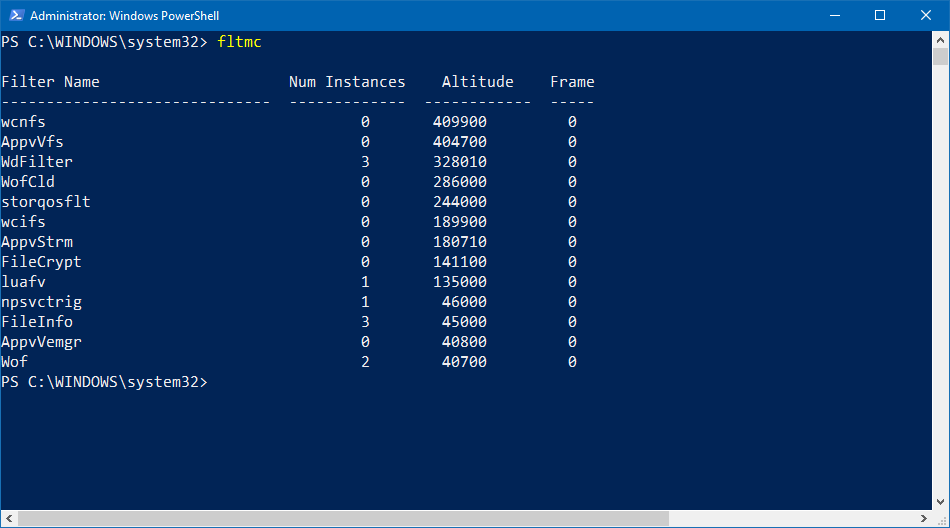 Administrator: Windows PowerShell
PS C:\WINDOWS\system32> fltmc
Filter Name                     Num Instances    Altitude    Frame
------------------------------  -------------  ------------  -----
wcnfs                                   0       409900         0
AppvVfs                                 0       404700         0
WdFilter                                3       328010         0
WofCld                                  0       286000         0
storqosflt                              0       244000         0
wcifs                                   0       189900         0
AppvStrm                                0       180710         0
FileCrypt                               0       141100         0
luafv                                   1       135000         0
npsvctrig                               1        46000         0
FileInfo                                3        45000         0
AppvVemgr                               0        40800         0
Wof                                     2        40700         0
PS C:\WINDOWS\system32>